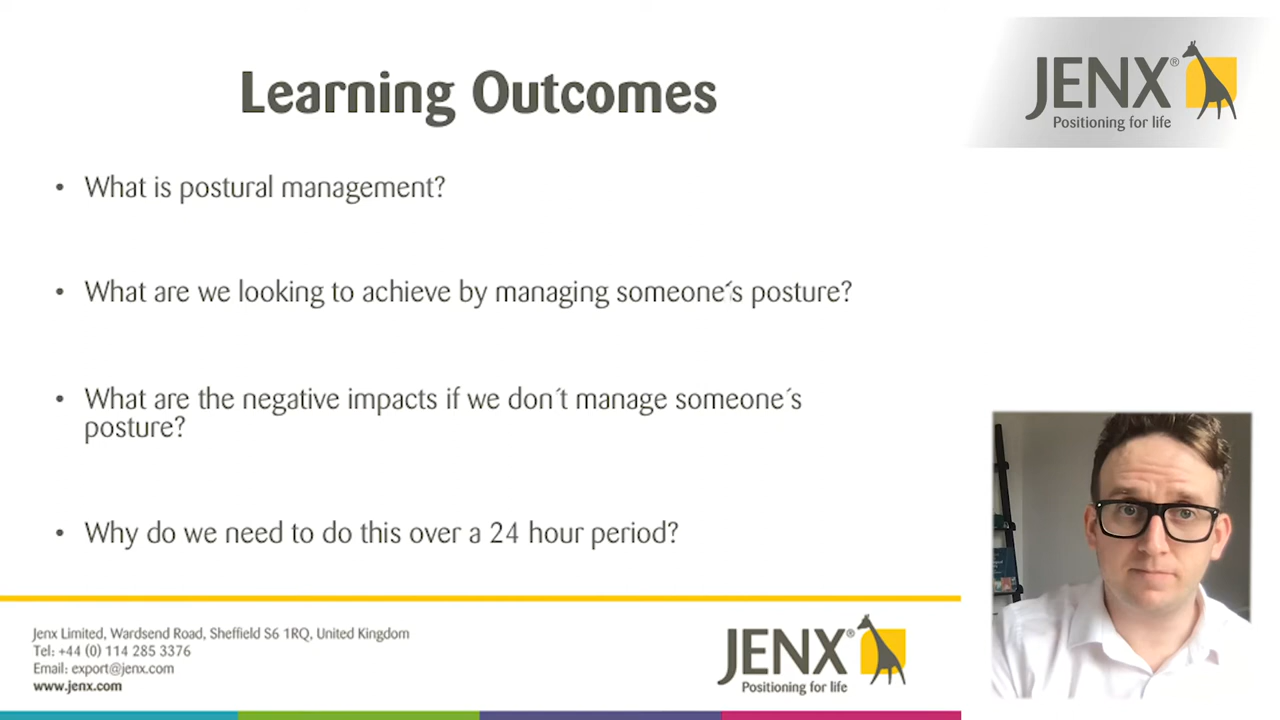 Learning Outcomes
JENX®
Positioning for life
• What is postural management?
• What are we looking to achieve by managing someone´s posture?
• What are the negative impacts if we don´t manage someone´s
posture?
• Why do we need to do this over a 24 hour period?
Jenx Limited, Wardsend Road, Sheffield S6 1RQ, United Kingdom
Tel: +44 (0) 114 285 3376
Email: export@jenx.com
www.jenx.com
JENX®
Positioning for life